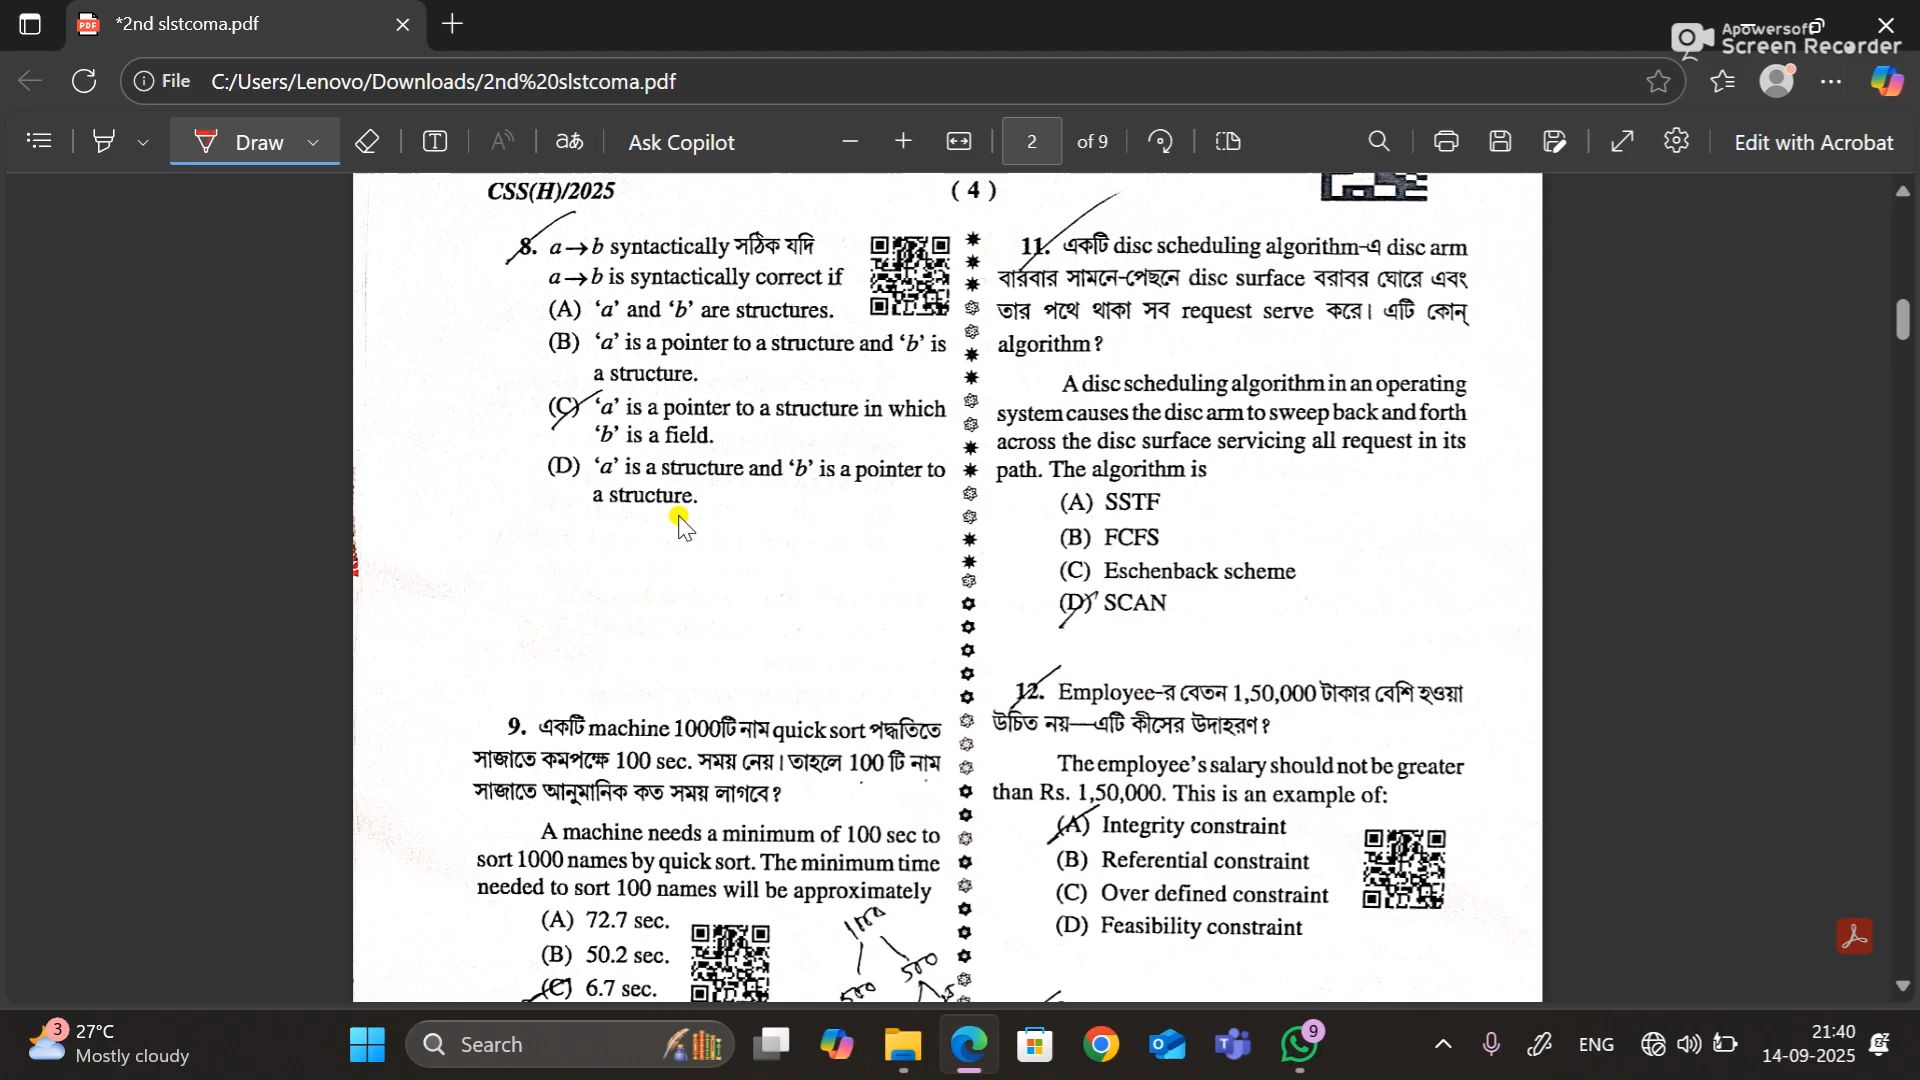 *2nd slstcoma.pdf
Apowersoft
Screen Recorder
File C:/Users/Lenovo/Downloads/2nd%20slstcoma.pdf
Draw
Ask Copilot
2 of 9
Edit with Acrobat
CSS(H)/2025
( 4 )
8. a→b syntactically সঠিক যদি
a→b is syntactically correct if
(A) ‘a’ and ‘b’ are structures.
(B) ‘a’ is a pointer to a structure and ‘b’ is
a structure.
(C) ‘a’ is a pointer to a structure in which
‘b’ is a field.
(D) ‘a’ is a structure and ‘b’ is a pointer to
a structure.
9. একটি machine 1000টি নাম quick sort পদ্ধতিতে
সাজাতে কমপক্ষে 100 sec. সময় নেয়। তাহলে 100 টি নাম
সাজাতে আনুমানিক কত সময় লাগবে?
A machine needs a minimum of 100 sec to
sort 1000 names by quick sort. The minimum time
needed to sort 100 names will be approximately
(A) 72.7 sec.
(B) 50.2 sec.
(C) 6.7 sec.
500
500
11. একটি disc scheduling algorithm-এ disc arm
বারবার সামনে-পেছনে disc surface বরাবর ঘোরে এবং
তার পথে থাকা সব request serve করে। এটি কোন্
algorithm?
A disc scheduling algorithm in an operating
system causes the disc arm to sweep back and forth
across the disc surface servicing all request in its
path. The algorithm is
(A) SSTF
(B) FCFS
(C) Eschenback scheme
(D) SCAN
12. Employee-র বেতন 1,50,000 টাকার বেশি হওয়া
উচিত নয়—এটি কীসের উদাহরণ?
The employee’s salary should not be greater
than Rs. 1,50,000. This is an example of:
(A) Integrity constraint
(B) Referential constraint
(C) Over defined constraint
(D) Feasibility constraint
3
27°C
Mostly cloudy
Search
9
ENG
21:40
14-09-2025